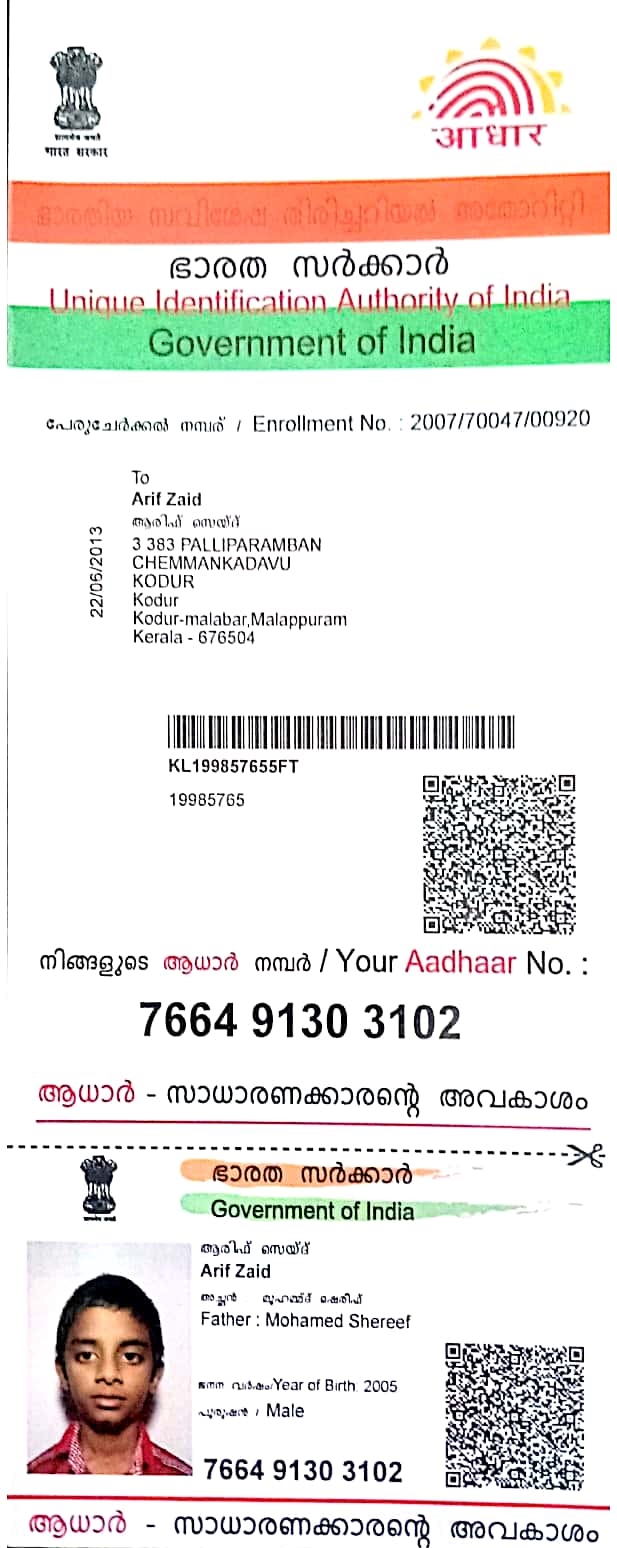 सत्यमेव जयते
भारत सरकार
आधार
ഭാരതീയ സവിശേഷ തിരിച്ചറിയൽ അതോറിറ്റി
ഭാരത സർക്കാർ
Unique Identification Authority of India
Government of India
പേരുചേർക്കൽ നമ്പര് / Enrollment No. : 2007/70047/00920
22/06/2013
To
Arif Zaid
ആരിഫ് സെയ്ദ്
3 383 PALLIPARAMBAN
CHEMMANKADAVU
KODUR
Kodur
Kodur-malabar,Malappuram
Kerala - 676504
KL199857655FT
19985765
നിങ്ങളുടെ ആധാർ നമ്പർ / Your Aadhaar No. :
7664 9130 3102
ആധാർ - സാധാരണക്കാരന്റെ അവകാശം
ഭാരത സർക്കാർ
Government of India
ആരിഫ് സെയ്ദ്
Arif Zaid
അച്ഛൻ : മുഹമ്മദ് ഷെരീഫ്
Father : Mohamed Shereef
ജനന വർഷം/Year of Birth: 2005
പുരുഷൻ / Male
7664 9130 3102
ആധാർ - സാധാരണക്കാരന്റെ അവകാശം